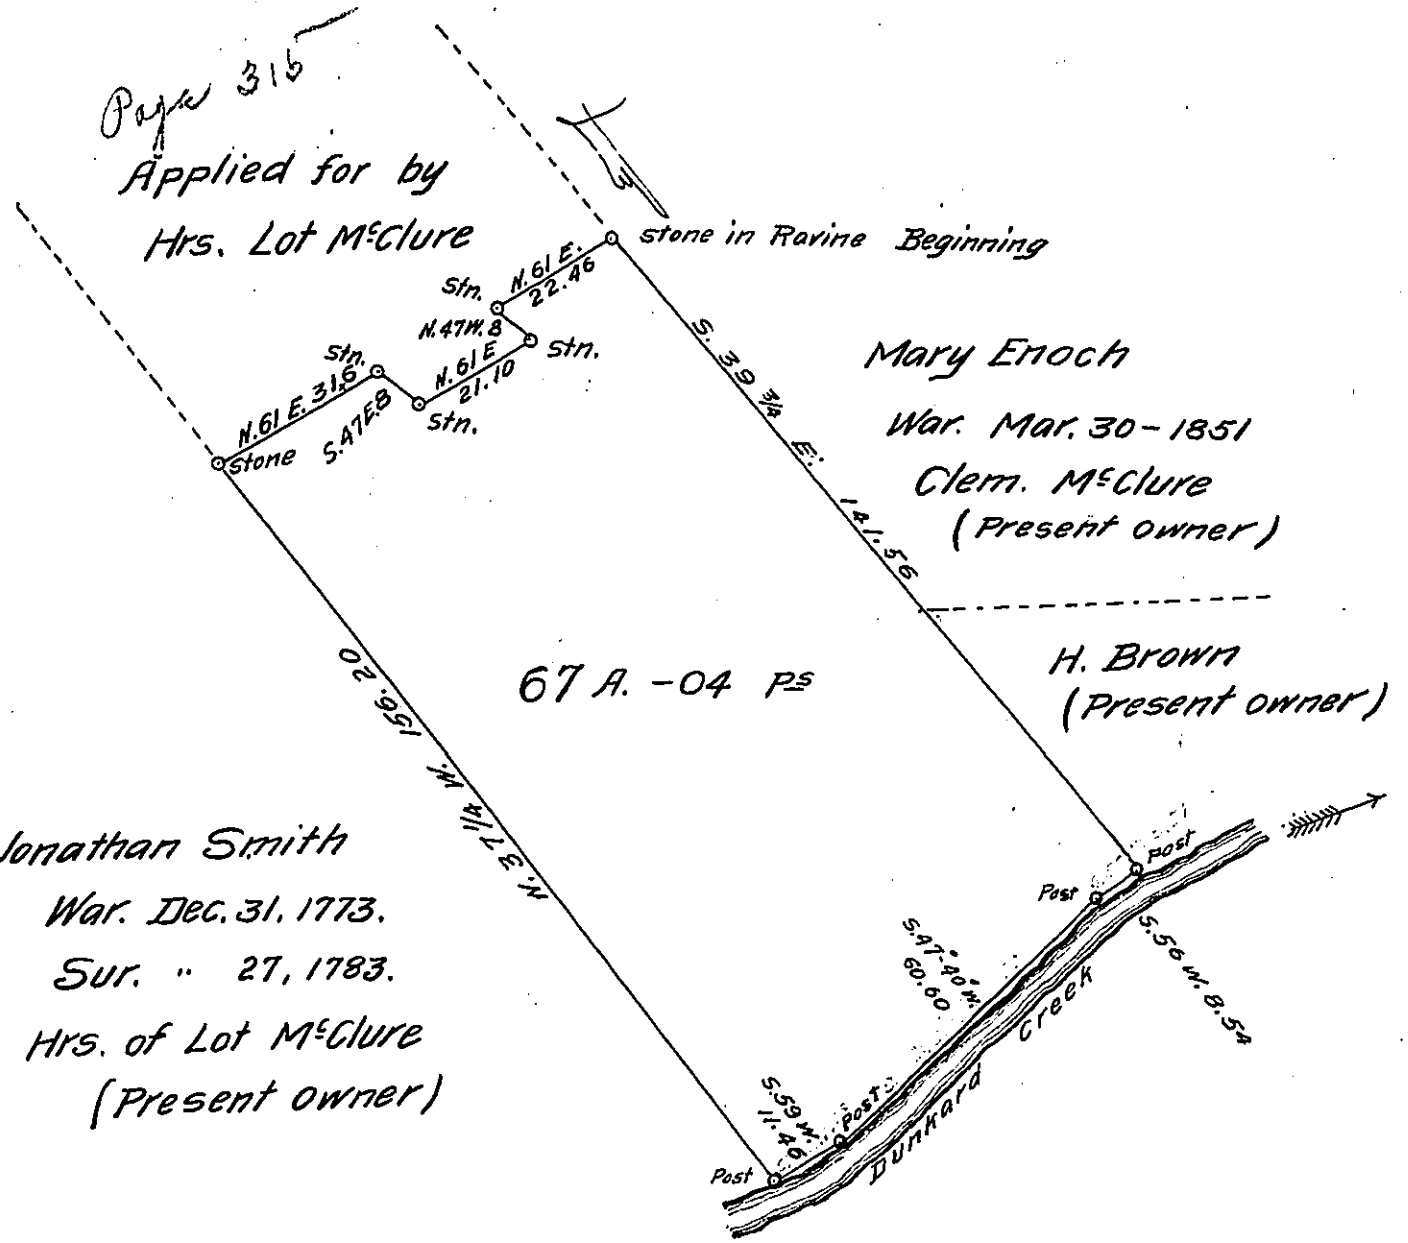 Page 315
Applied for by
Hrs. Lot McClure
stone in Ravine Beginning
N. 61 E.
22.46
Stn.
N. 47 W. 8
Stn.
N. 61 E
21.10
Stn.
Stn.
S. 47 E. 8
N. 61 E. 31.6
stone
S. 39 3/4 E. 141.56
Mary Enoch
War. Mar. 30-1851
Clem. McClure
(Present owner)
H. Brown
(Present owner)
67 A. -04 Ps
N. 37 1/4 W. 156.20
Jonathan Smith
War. Dec. 31, 1773.
Sur. " 27, 1783.
Hrs. of Lot McClure
(Present owner)
Post
Post
S. 56 W. 8.54
S. 47°-40' W.
60.60
S. 59 W.
11.46
Post
Post
Dunkard Creek